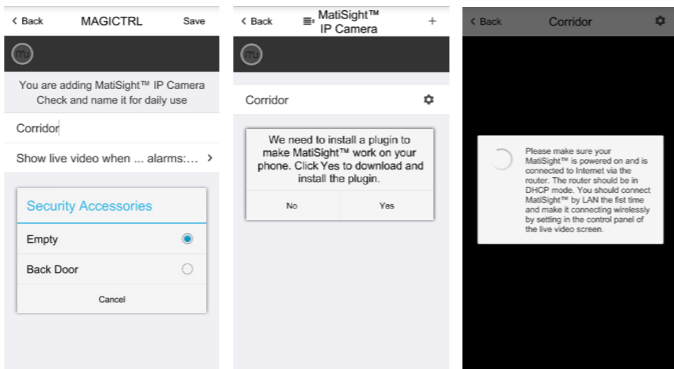 Back MAGICTRL Save
mu
You are adding MatiSight™ IP Camera
Check and name it for daily use
Corridor
Show live video when ... alarms:...
Security Accessories
Empty
Back Door
Cancel
Back MatiSight™ +
IP Camera
mu
Corridor
We need to install a plugin to
make MatiSight™ work on your
phone. Click Yes to download and
install the plugin.
No Yes
Back Corridor
Please make sure your
MatiSight™ is powered on and is
connected to Internet via the
router. The router should be in
DHCP mode. You should connect
MatiSight™ by LAN the fist time
and make it connecting wirelessly
by setting in the control panel of
the live video screen.